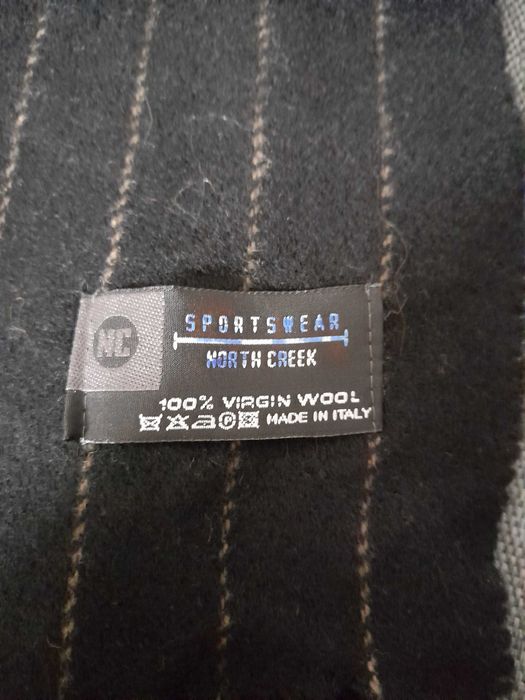 NC
SPORTSWEAR
NORTH CREEK
100% VIRGIN WOOL
MADE IN ITALY